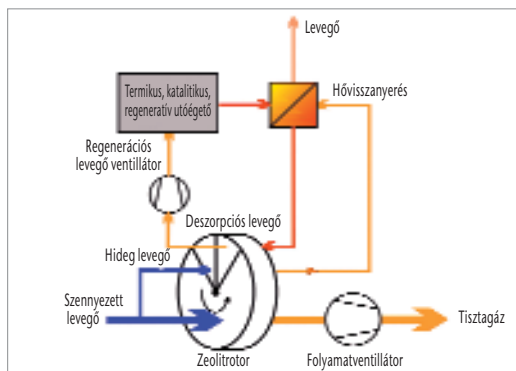 Levegő
Termikus, katalitikus,
regeneratív utóégető
Hővisszanyerés
Regenerációs
levegő ventillátor
Deszorpciós levegő
Hideg levegő
Szennyezett
levegő
Tisztagáz
Zeolitrotor
Folyamatventillátor